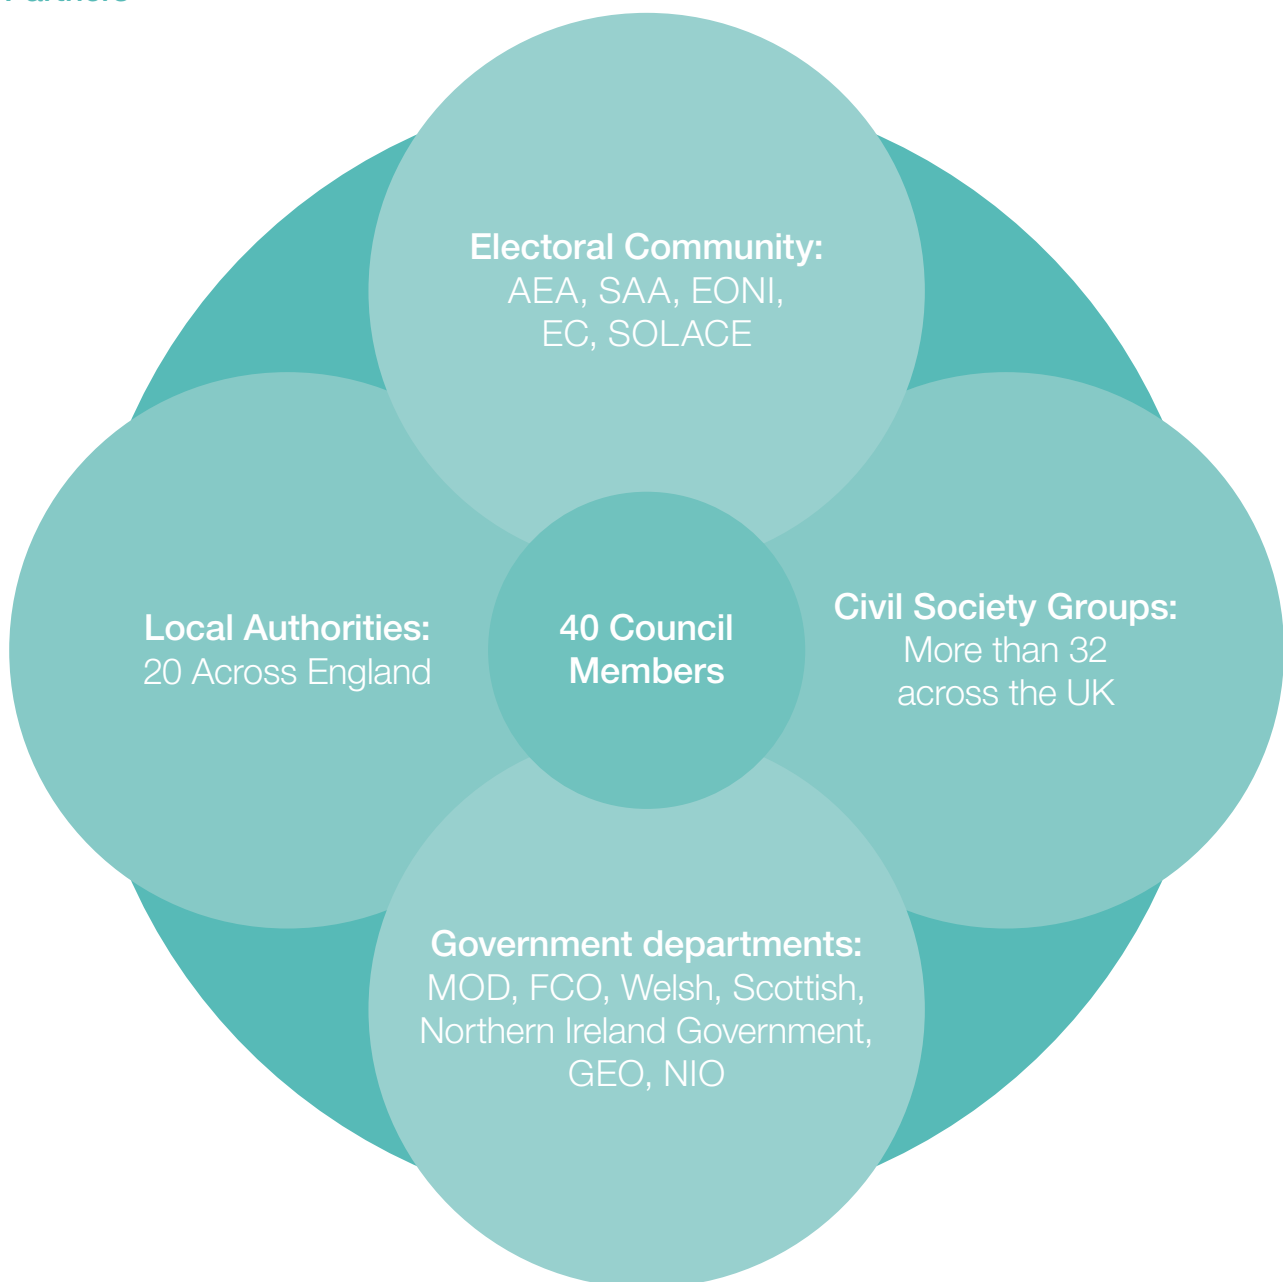 Partners
Electoral Community:
AEA, SAA, EONI,
EC, SOLACE
Local Authorities:
20 Across England
40 Council
Members
Civil Society Groups:
More than 32
across the UK
Government departments:
MOD, FCO, Welsh, Scottish,
Northern Ireland Government,
GEO, NIO